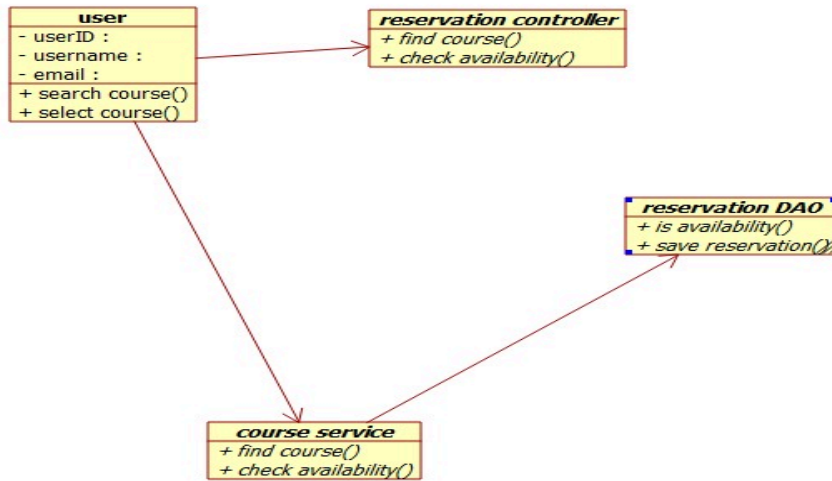 user
- userID :
- username :
- email :
+ search course()
+ select course()
reservation controller
+ find course()
+ check availability()
reservation DAO
+ is availability()
+ save reservation()
course service
+ find course()
+ check availability()